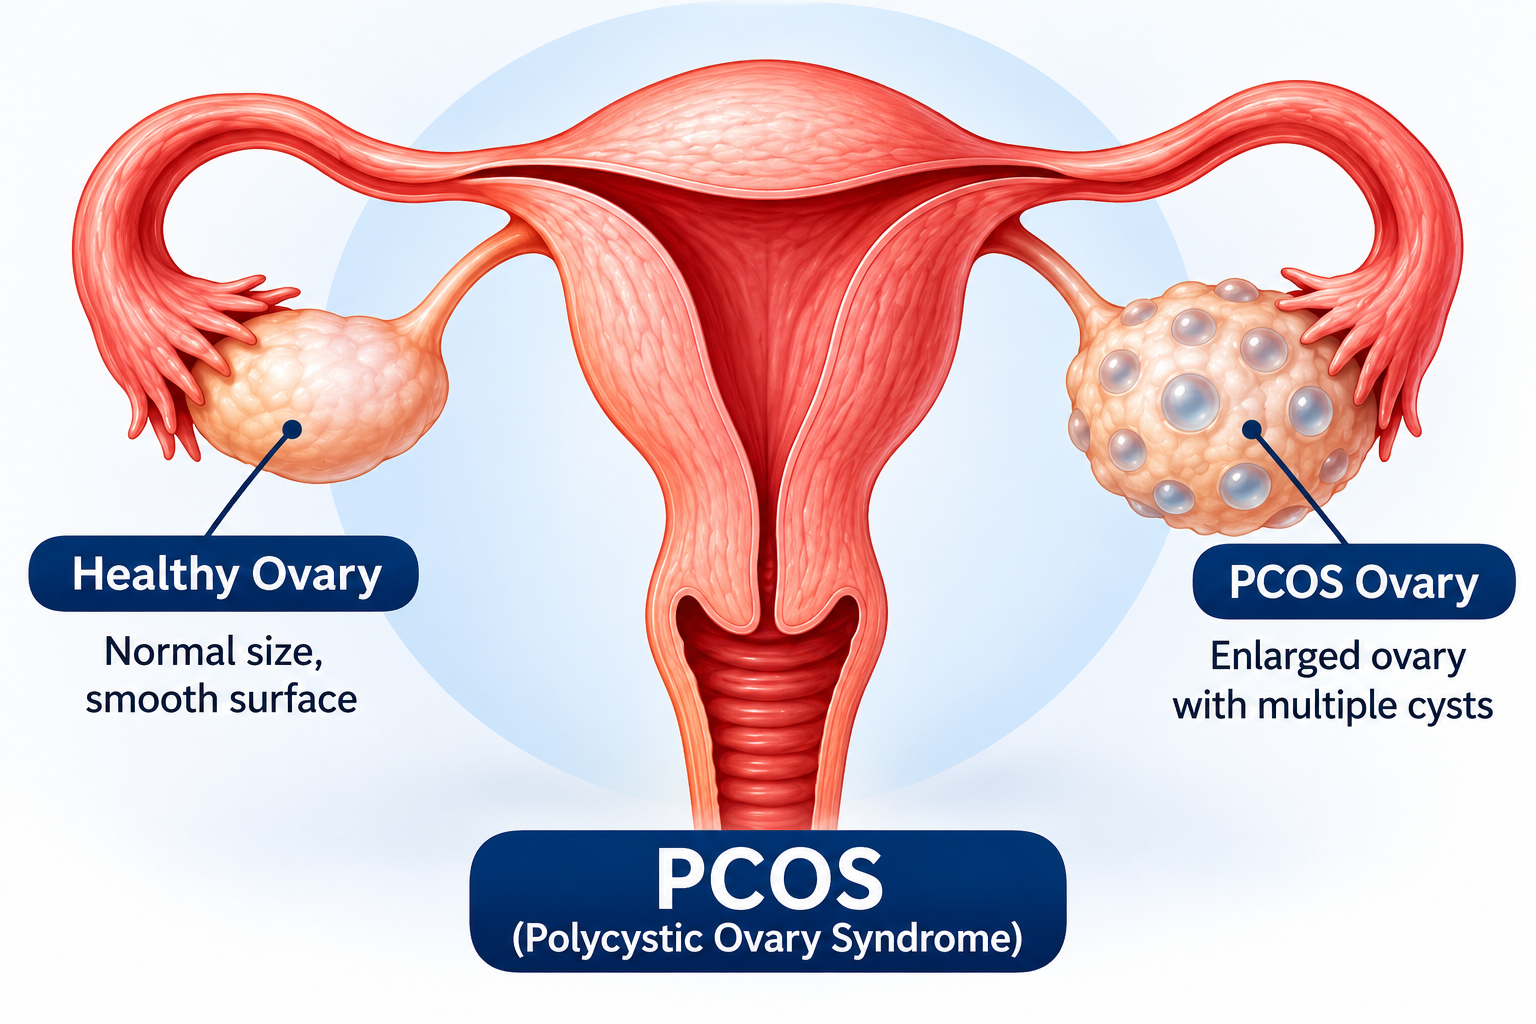 Healthy Ovary
Normal size,
smooth surface
PCOS Ovary
Enlarged ovary
with multiple cysts
PCOS
(Polycystic Ovary Syndrome)